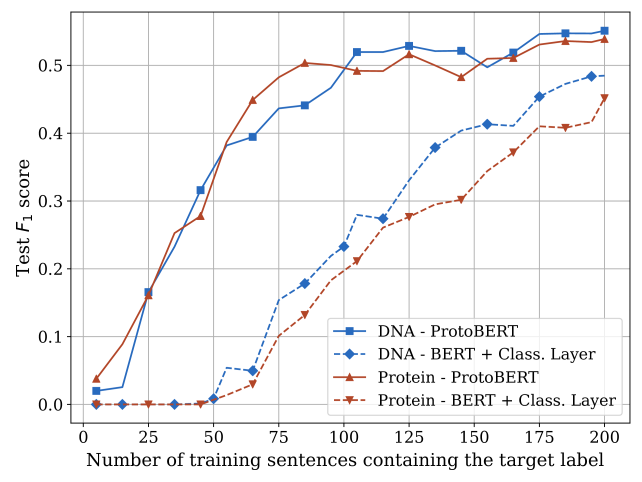 Test F1 score
0.5
0.4
0.3
0.2
0.1
0.0
DNA - ProtoBERT
DNA - BERT + Class. Layer
Protein - ProtoBERT
Protein - BERT + Class. Layer
0 25 50 75 100 125 150 175 200
Number of training sentences containing the target label